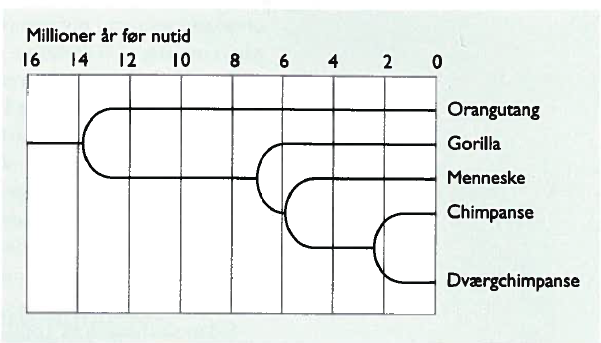 Millioner år før nutid
16 14 12 10 8 6 4 2 0
Orangutang
Gorilla
Menneske
Chimpanse
Dværgchimpanse